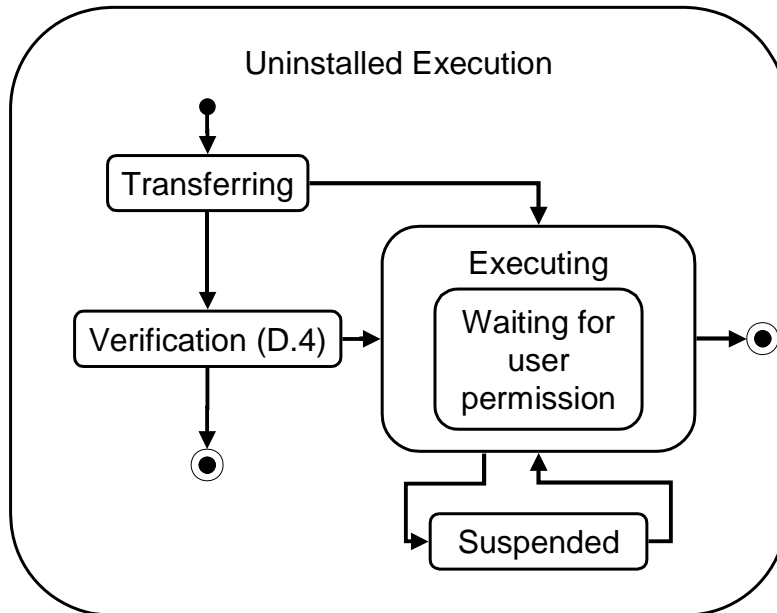 Uninstalled Execution
Transferring
Executing
Verification (D.4)
Waiting for
user
permission
Suspended